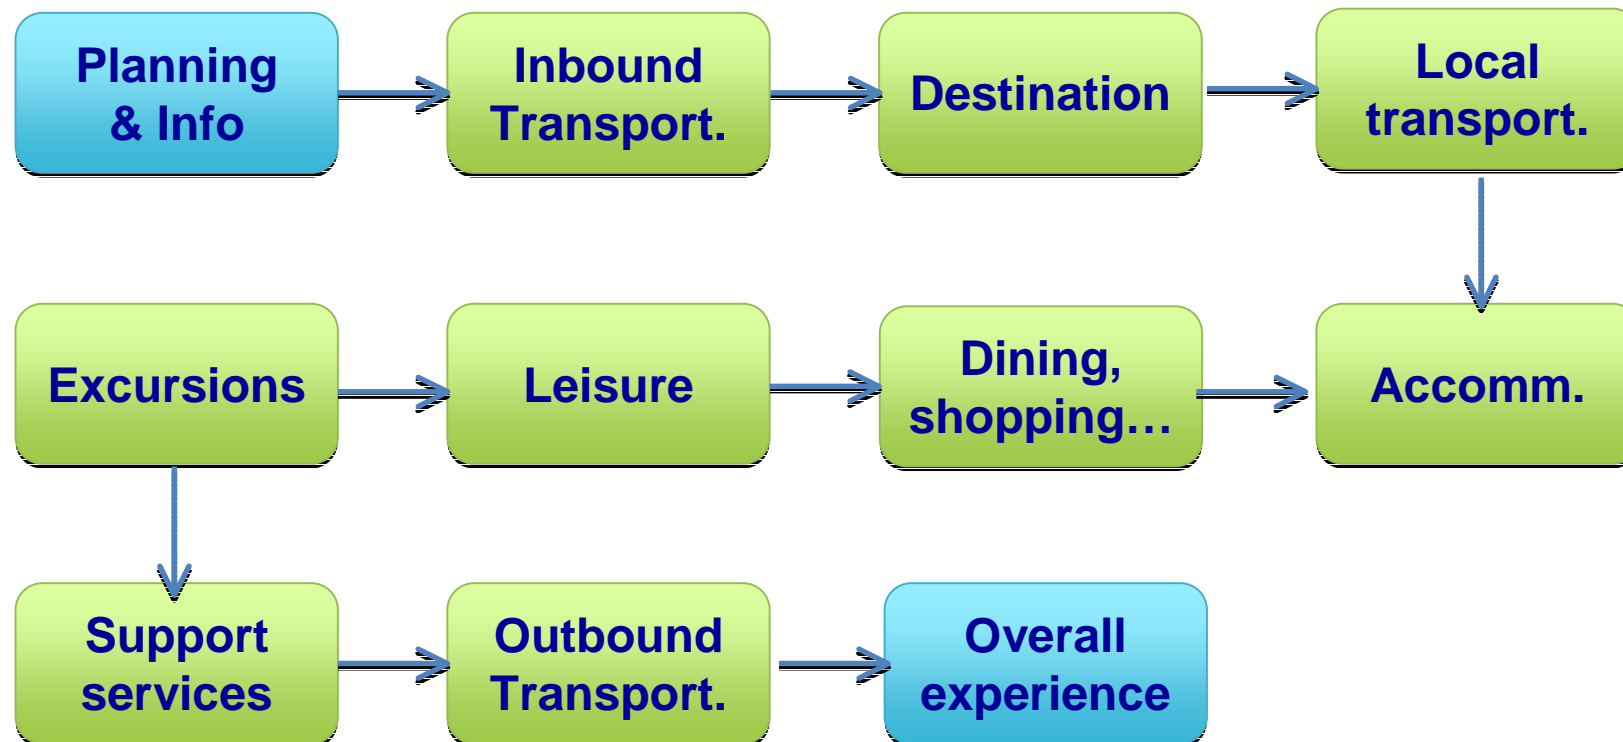 Planning
& Info
Inbound
Transport.
Destination
Local
transport.
Excursions
Leisure
Dining,
shopping…
Accomm.
Support
services
Outbound
Transport.
Overall
experience